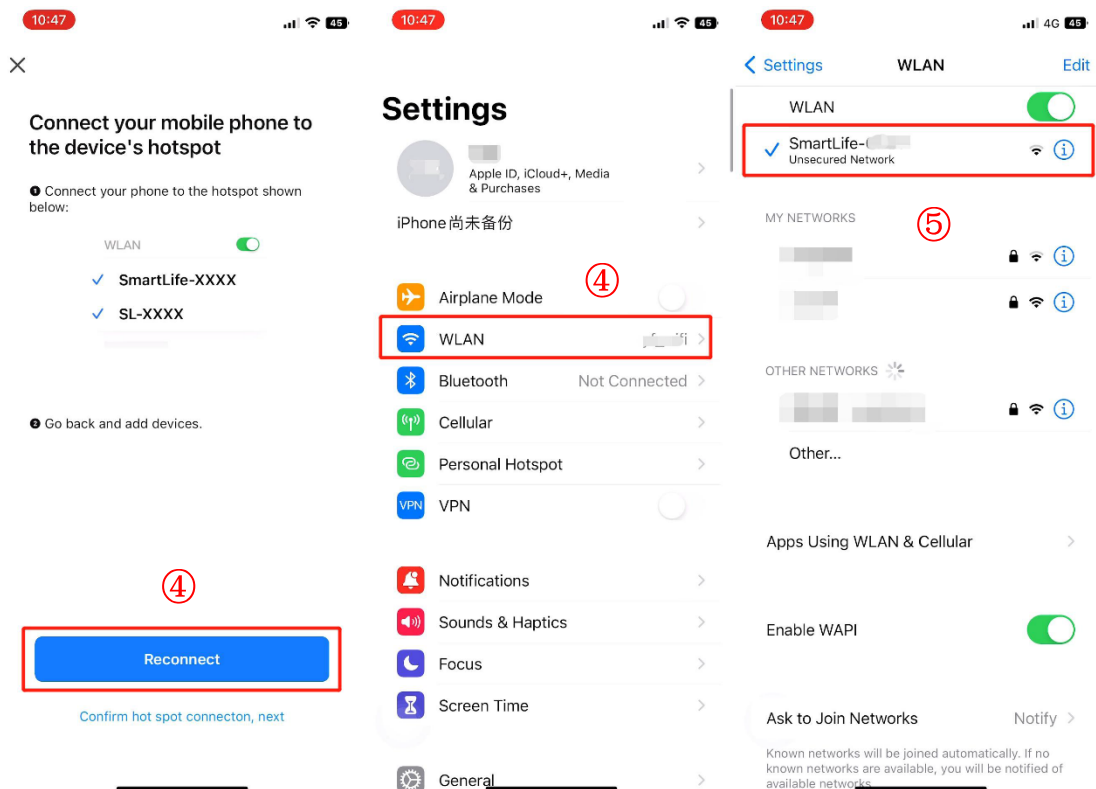 10:47
45
Connect your mobile phone to
the device's hotspot
❶ Connect your phone to the hotspot shown
below:
WLAN
SmartLife-XXXX
SL-XXXX
❷ Go back and add devices.
④
Reconnect
Confirm hot spot connecton, next
10:47
45
Settings
Apple ID, iCloud+, Media
& Purchases
iPhone尚未备份
④
Airplane Mode
WLAN
Bluetooth Not Connected
Cellular
Personal Hotspot
VPN VPN
Notifications
Sounds & Haptics
Focus
Screen Time
General
10:47
4G 45
Settings WLAN Edit
WLAN
SmartLife-
Unsecured Network
MY NETWORKS
⑤
OTHER NETWORKS
Other...
Apps Using WLAN & Cellular
Enable WAPI
Ask to Join Networks Notify
Known networks will be joined automatically. If no
known networks are available, you will be notified of
available networks.